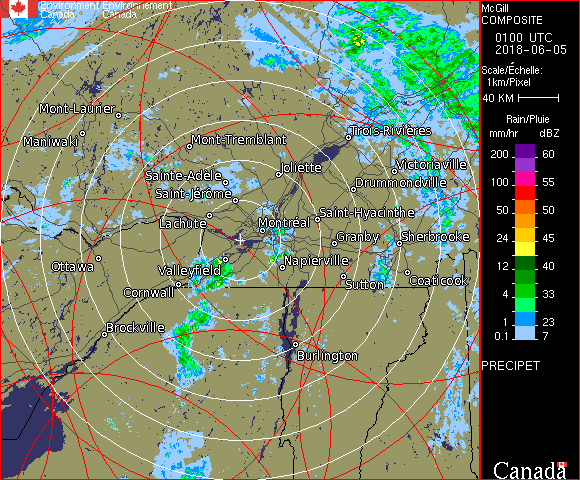 Environment Environnement
Canada Canada
Mont-Laurier
Maniwaki
Mont-Tremblant
Trois-Rivières
Joliette
Victoriaville
Sainte-Adèle
Drummondville
Saint-Jérôme
Lachute
Saint-Hyacinthe
Montréal
Granby
Sherbrooke
Ottawa
Valleyfield
Napierville
Cornwall
Sutton
Coaticook
Brockville
Burlington
McGill
COMPOSITE
0100 UTC
2018-06-05
Scale/Échelle:
1km/Pixel
40 KM
Rain/Pluie
mm/hr dBZ
200 60
100 55
50 50
24 45
12 40
4 33
1 23
0.1 7
PRECIPET
Canada